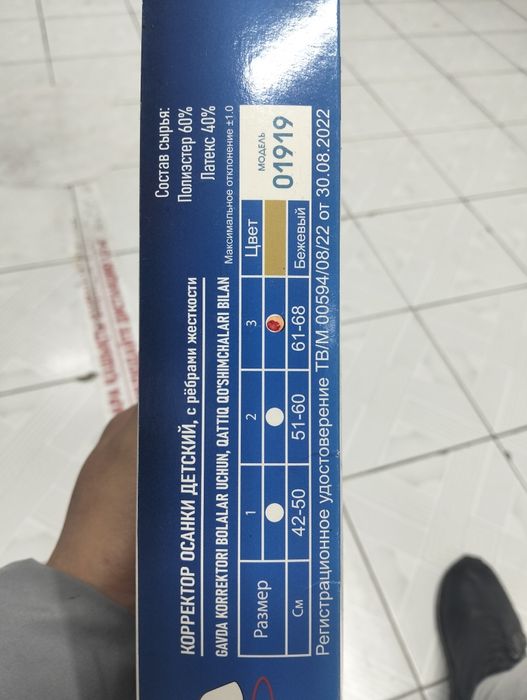 КОРРЕКТОР ОСАНКИ ДЕТСКИЙ, с рёбрами жесткости
GAVDA KORREKTORI BOLALAR UCHUN, QATTIQ QO'SHIMCHALARI BILAN
Состав сырья:
Полиэстер 60%
Латекс 40%
Максимальное отклонение ±1.0
Размер 1 2 3 Цвет
См 42-50 51-60 61-68 Бежевый
МОДЕЛЬ
01919
Регистрационное удостоверение ТВ/М 00594/08/22 от 30.08.2022